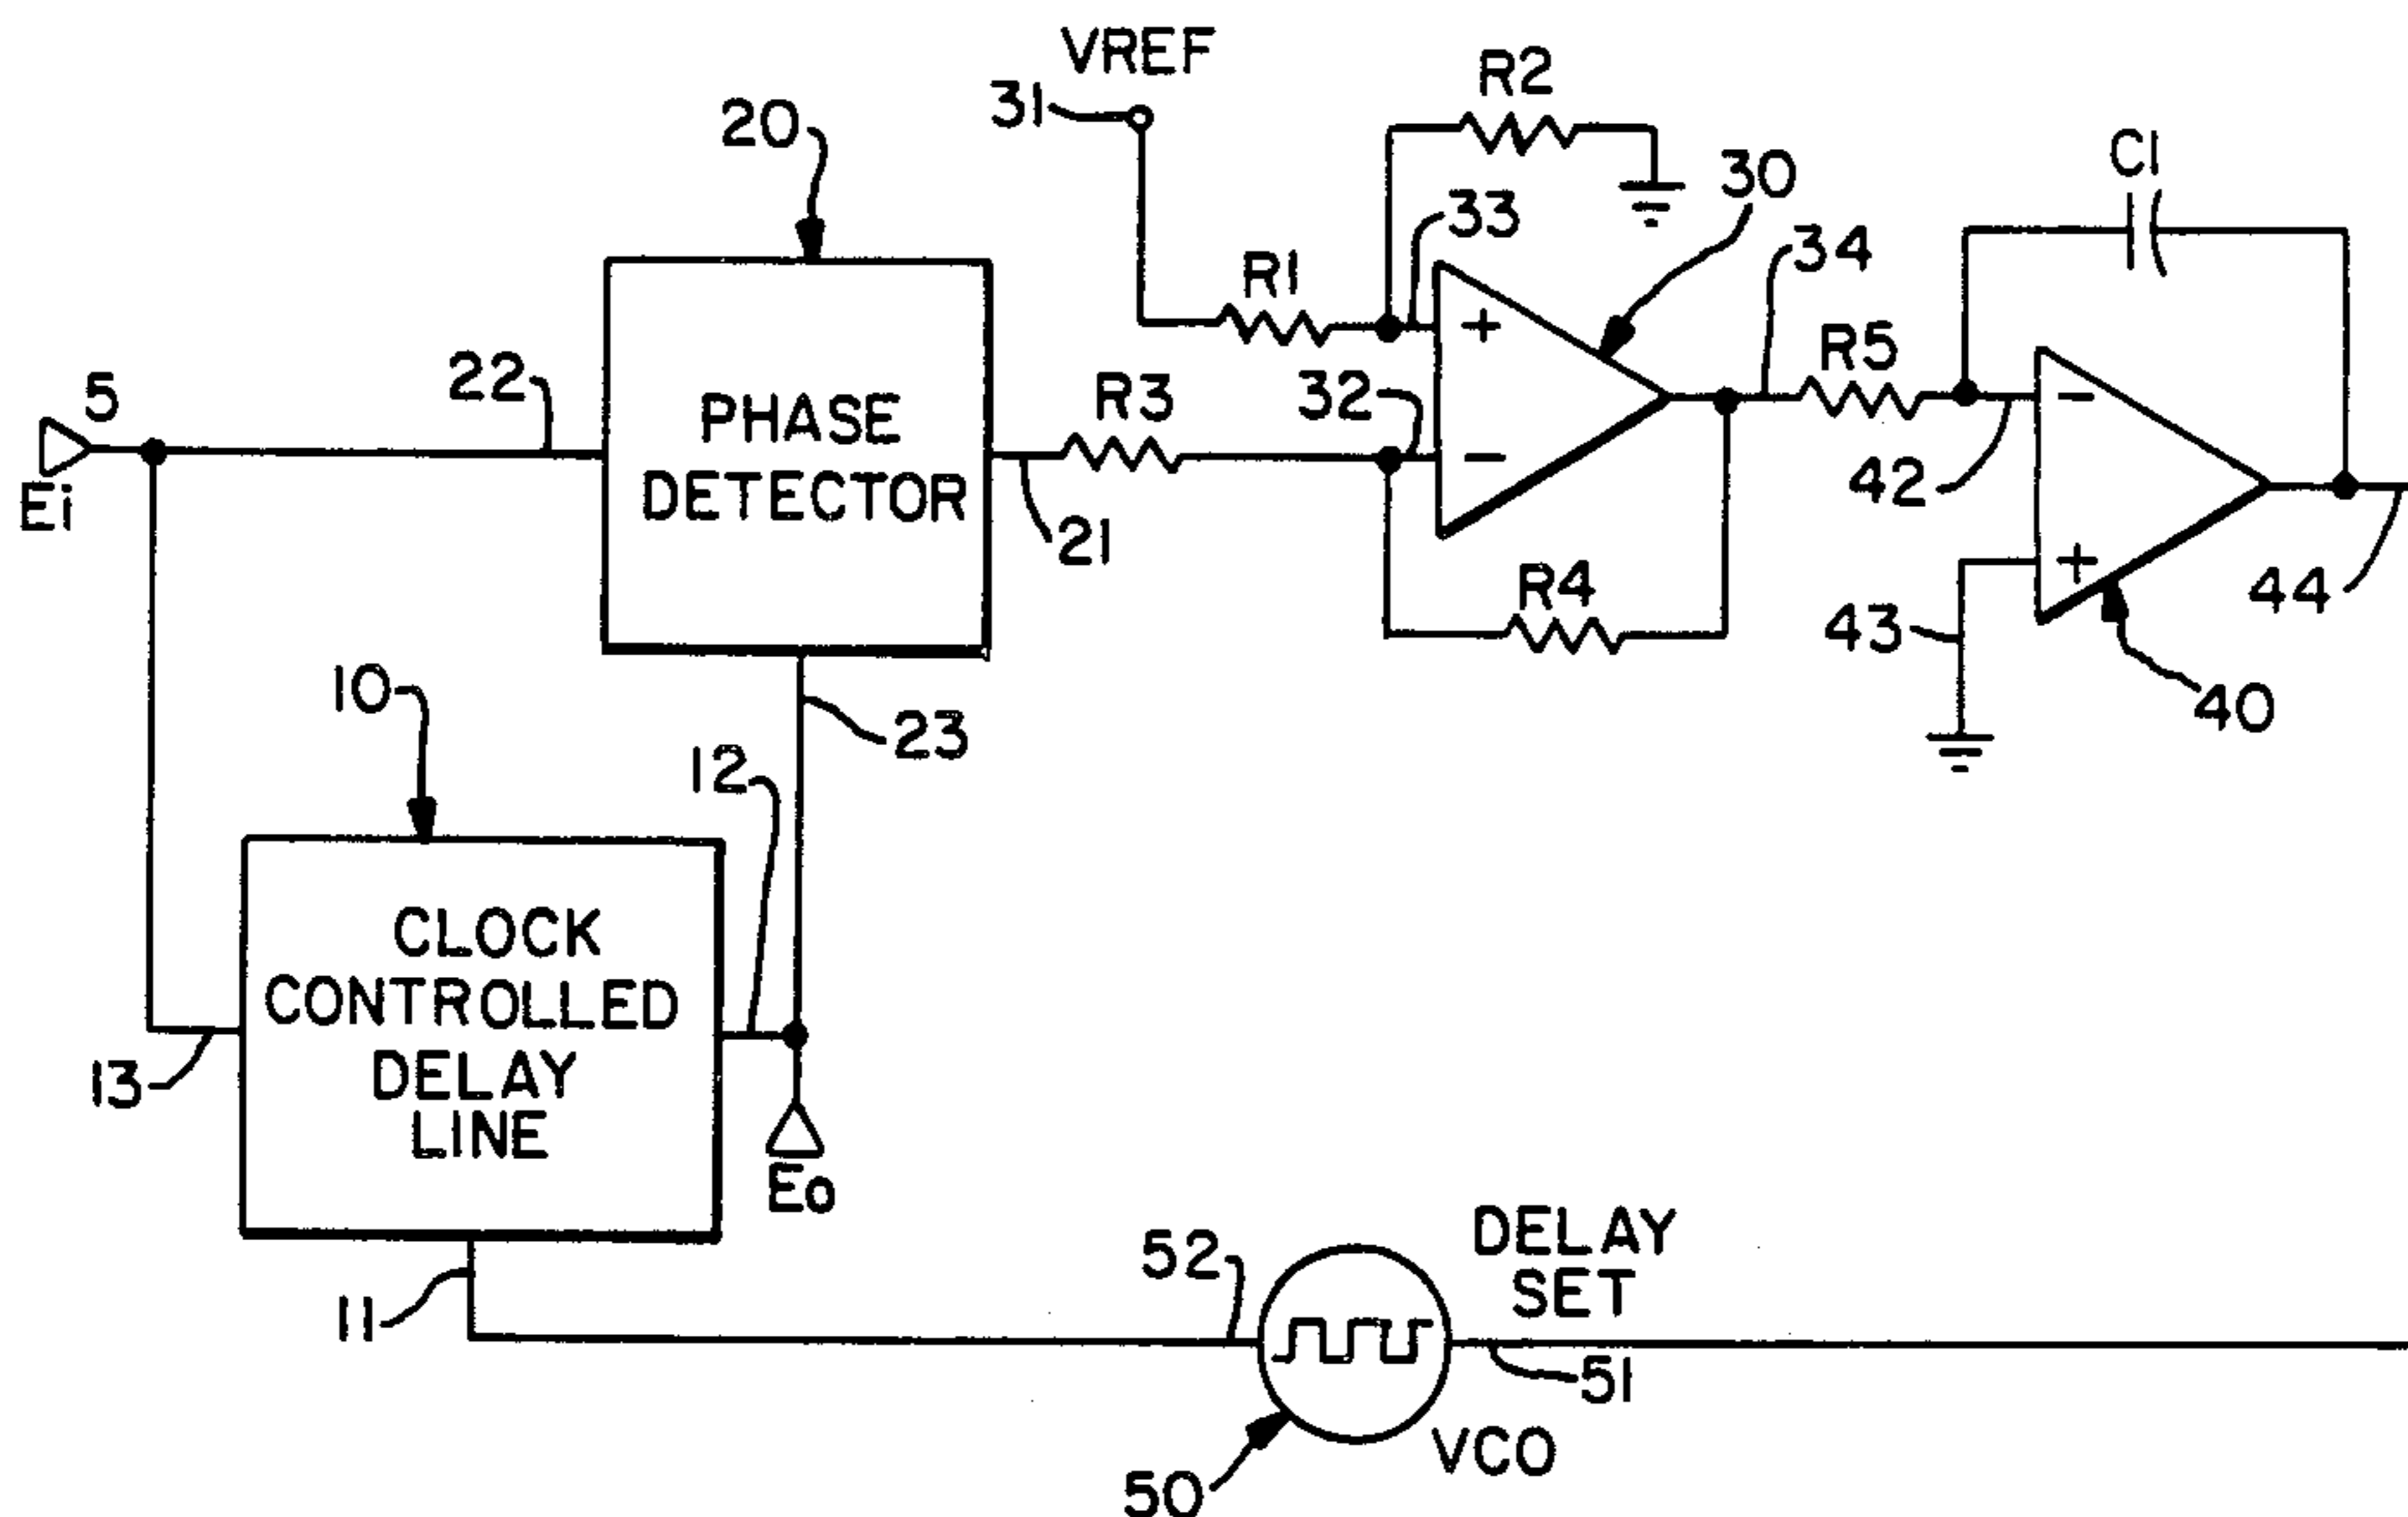 VREF
31
R2
20
C1
30
33
34
R1
R5
22
5
R3
32
PHASE
DETECTOR
Ei
42
21
R4
44
43
10
40
23
12
CLOCK
CONTROLLED
DELAY
LINE
13
Eo
52
DELAY
SET
11
51
VCO
50
+
-
-
+